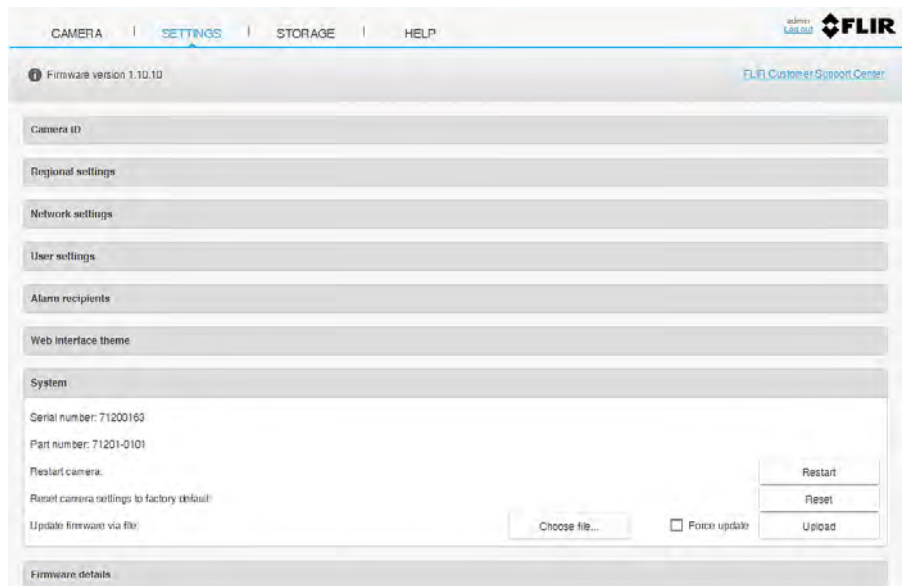 CAMERA | SETTINGS | STORAGE | HELP
admin
Log out
FLIR
Firmware version 1.10.10
FLIR Customer Support Center
Camera ID
Regional settings
Network settings
User settings
Alarm recipients
Web interface theme
System
Serial number: 71200163
Part number: 71201-0101
Restart camera: Restart
Reset camera settings to factory default: Reset
Update firmware via file: Choose file... Force update Upload
Firmware details